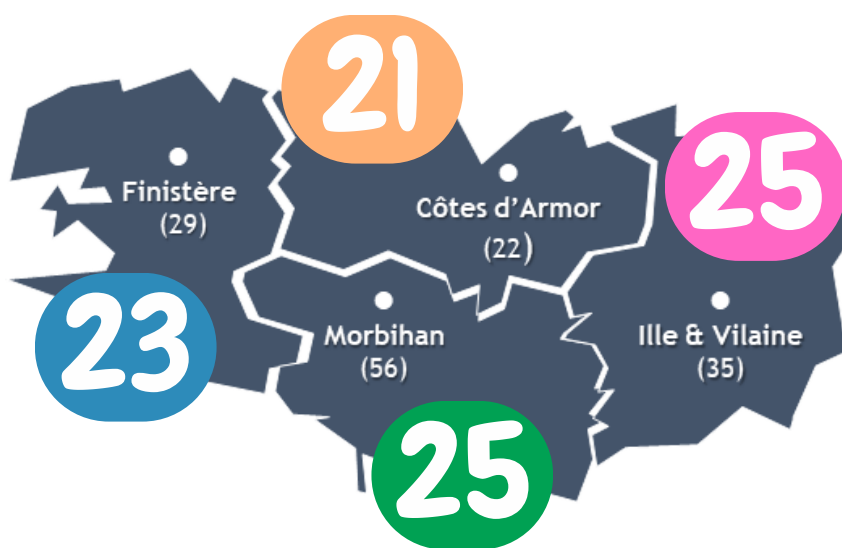 21
25
Finistère
(29)
Côtes d'Armor
(22)
23
Morbihan
(56)
Ille & Vilaine
(35)
25